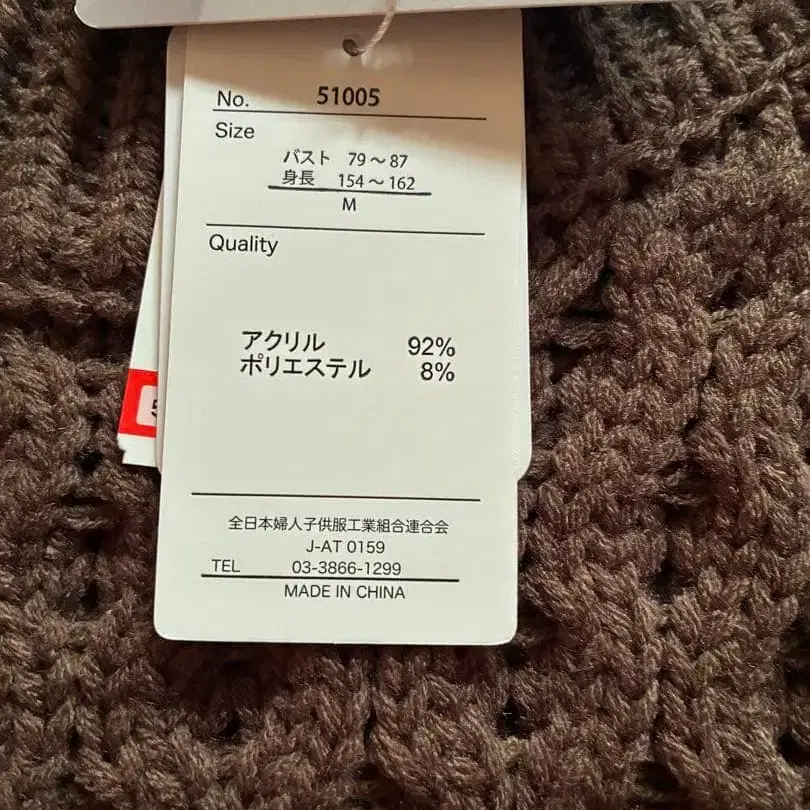 No. 51005
Size
バスト 79～87
身長 154～162
M
Quality
アクリル 92%
ポリエステル 8%
全日本婦人子供服工業組合連合会
J-AT 0159
TEL 03-3866-1299
MADE IN CHINA